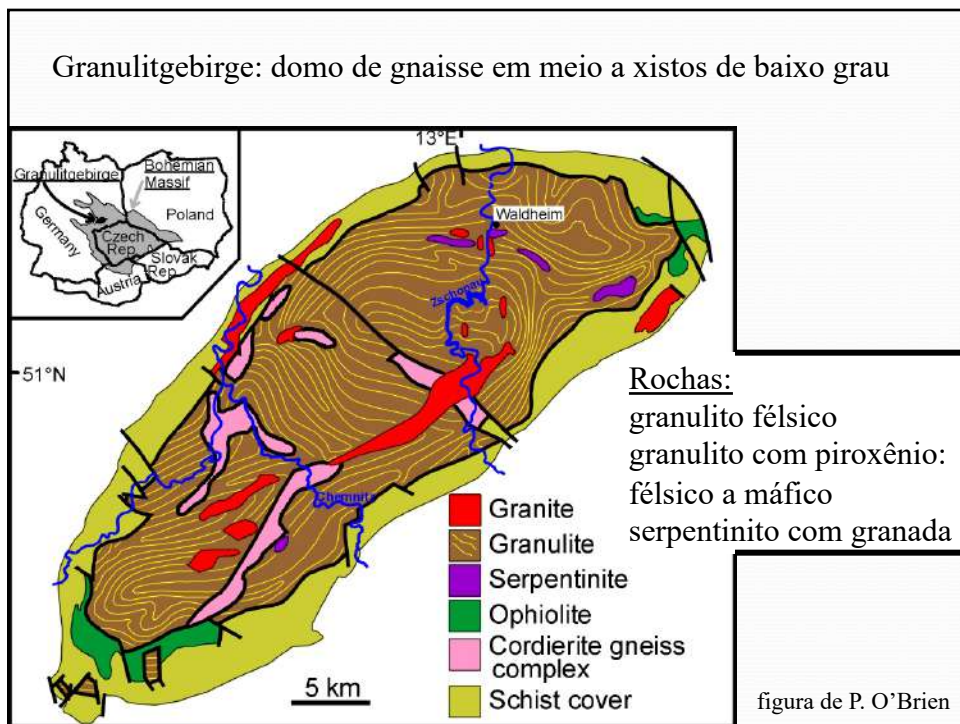 Granulitgebirge: domo de gnaisse em meio a xistos de baixo grau
13°E
Granulitgebirge
Bohemian
Massif
Poland
Germany
Czech
Rep.
Slovak
Rep.
Austria
Waldheim
Zschopau
51°N
Chemnitz
Rochas:
granulito félsico
granulito com piroxênio:
félsico a máfico
serpentinito com granada
Granite
Granulite
Serpentinite
Ophiolite
Cordierite gneiss
complex
Schist cover
5 km
figura de P. O’Brien